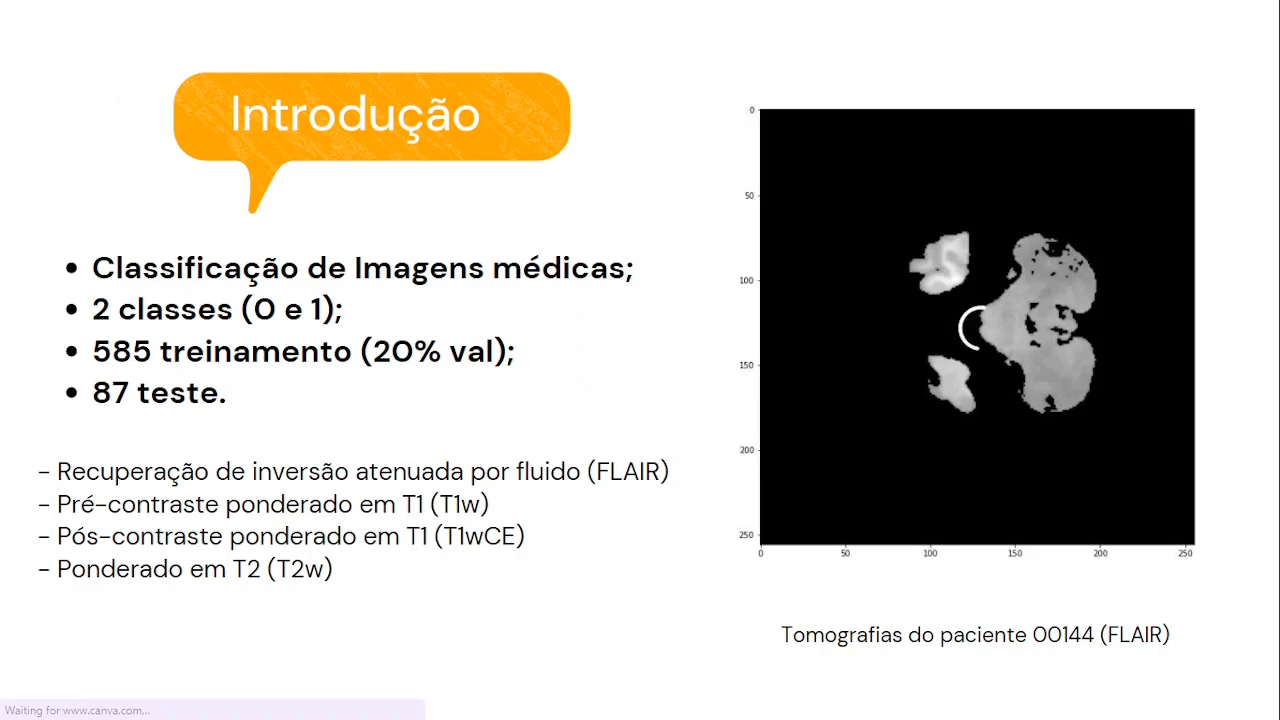 Introdução
• Classificação de Imagens médicas;
• 2 classes (0 e 1);
• 585 treinamento (20% val);
• 87 teste.
- Recuperação de inversão atenuada por fluido (FLAIR)
- Pré-contraste ponderado em T1 (T1w)
- Pós-contraste ponderado em T1 (T1wCE)
- Ponderado em T2 (T2w)
0
50
100
150
200
250
0 50 100 150 200 250
Tomografias do paciente 00144 (FLAIR)
Waiting for www.canva.com...